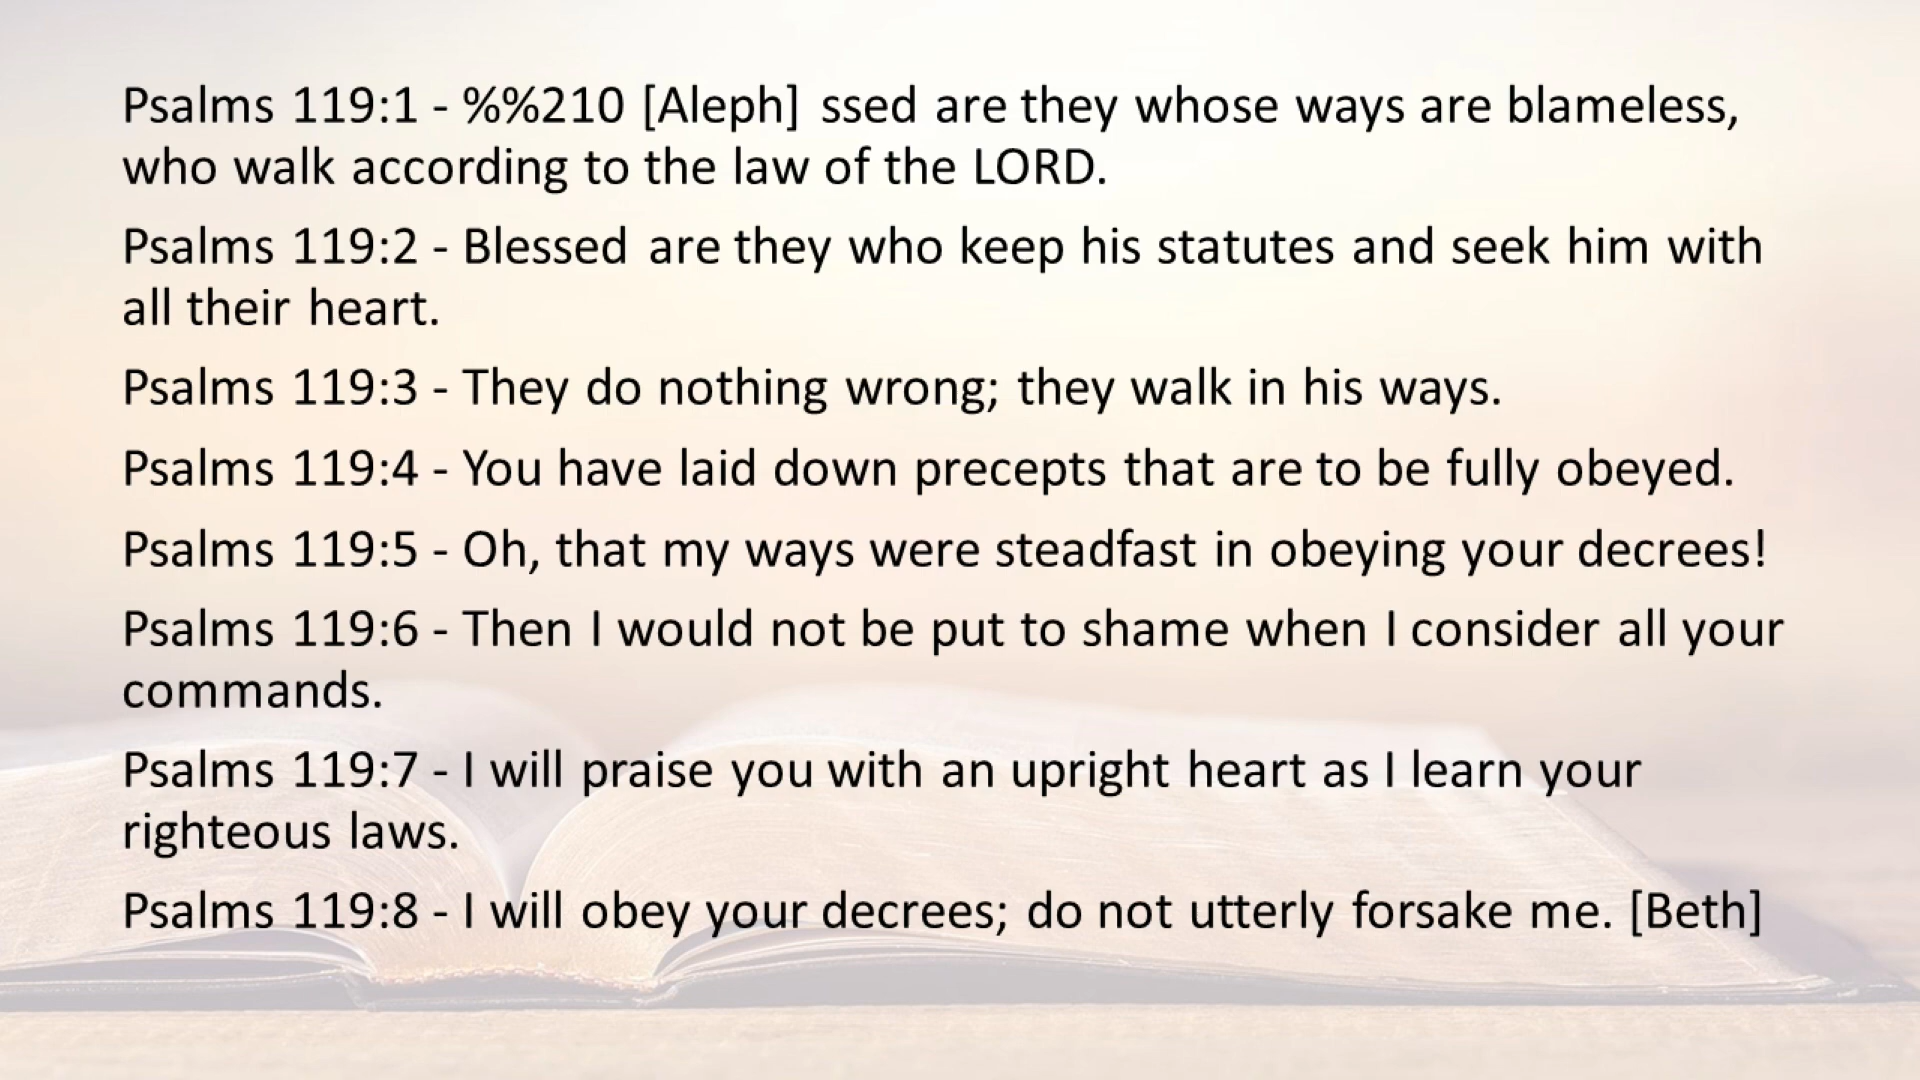 Psalms 119:1 - %%210 [Aleph] ssed are they whose ways are blameless,
who walk according to the law of the LORD.
Psalms 119:2 - Blessed are they who keep his statutes and seek him with
all their heart.
Psalms 119:3 - They do nothing wrong; they walk in his ways.
Psalms 119:4 - You have laid down precepts that are to be fully obeyed.
Psalms 119:5 - Oh, that my ways were steadfast in obeying your decrees!
Psalms 119:6 - Then I would not be put to shame when I consider all your
commands.
Psalms 119:7 - I will praise you with an upright heart as I learn your
righteous laws.
Psalms 119:8 - I will obey your decrees; do not utterly forsake me. [Beth]